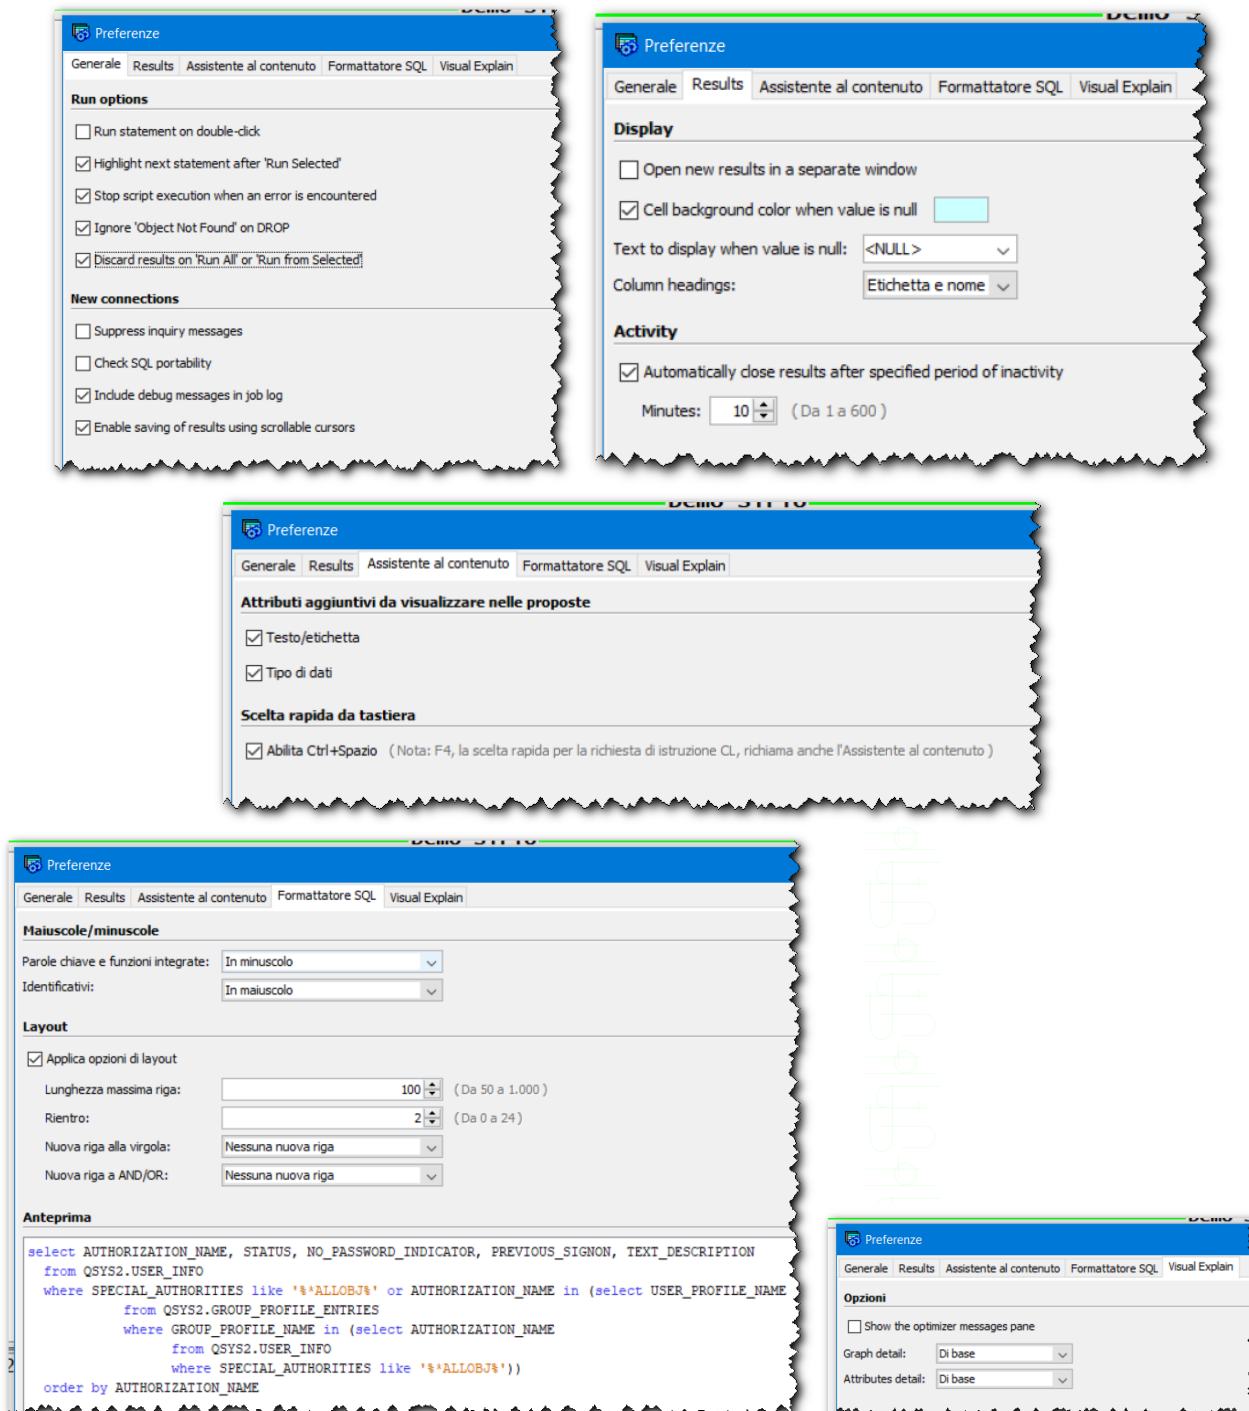 Preferenze
Generale Results Assistente al contenuto Formattatore SQL Visual Explain
Run options
Run statement on double-click
Highlight next statement after 'Run Selected'
Stop script execution when an error is encountered
Ignore 'Object Not Found' on DROP
Discard results on 'Run All' or 'Run from Selected'
New connections
Suppress inquiry messages
Check SQL portability
Include debug messages in job log
Enable saving of results using scrollable cursors
Preferenze
Generale Results Assistente al contenuto Formattatore SQL Visual Explain
Display
Open new results in a separate window
Cell background color when value is null
Text to display when value is null: <NULL>
Column headings: Etichetta e nome
Activity
Automatically close results after specified period of inactivity
Minutes: 10 ( Da 1 a 600 )
Preferenze
Generale Results Assistente al contenuto Formattatore SQL Visual Explain
Attributi aggiuntivi da visualizzare nelle proposte
Testo/etichetta
Tipo di dati
Scelta rapida da tastiera
Abilita Ctrl+Spazio ( Nota: F4, la scelta rapida per la richiesta di istruzione CL, richiama anche l'Assistente al contenuto )
Preferenze
Generale Results Assistente al contenuto Formattatore SQL Visual Explain
Maiuscole/minuscole
Parole chiave e funzioni integrate: In minuscolo
Identificativi: In maiuscolo
Layout
Applica opzioni di layout
Lunghezza massima riga: 100 ( Da 50 a 1.000 )
Rientro: 2 ( Da 0 a 24 )
Nuova riga alla virgola: Nessuna nuova riga
Nuova riga a AND/OR: Nessuna nuova riga
Anteprima
select AUTHORIZATION_NAME, STATUS, NO_PASSWORD_INDICATOR, PREVIOUS_SIGNON, TEXT_DESCRIPTION
from QSYS2.USER_INFO
where SPECIAL_AUTHORITIES like '%*ALLOBJ%' or AUTHORIZATION_NAME in (select USER_PROFILE_NAME
from QSYS2.GROUP_PROFILE_ENTRIES
where GROUP_PROFILE_NAME in (select AUTHORIZATION_NAME
from QSYS2.USER_INFO
where SPECIAL_AUTHORITIES like '%*ALLOBJ%'))
order by AUTHORIZATION_NAME
Preferenze
Generale Results Assistente al contenuto Formattatore SQL Visual Explain
Opzioni
Show the optimizer messages pane
Graph detail: Di base
Attributes detail: Di base